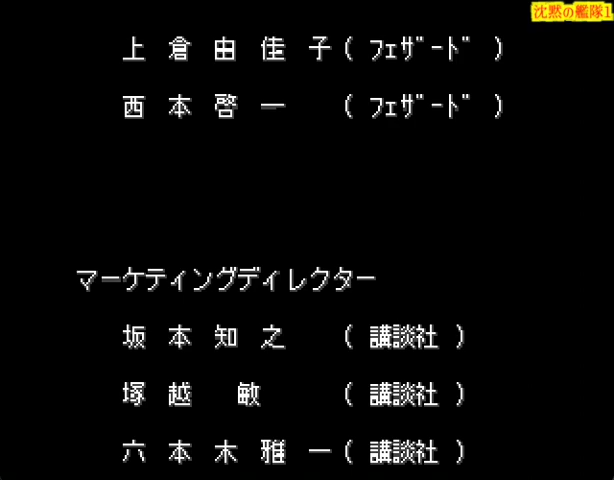 沈黙の艦隊1
上倉由佳子(ﾌｪｻﾞｰﾄﾞ)
西本啓一(ﾌｪｻﾞｰﾄﾞ)
マーケティングディレクター
坂本知之(講談社)
塚越敏(講談社)
六本木雅一(講談社)